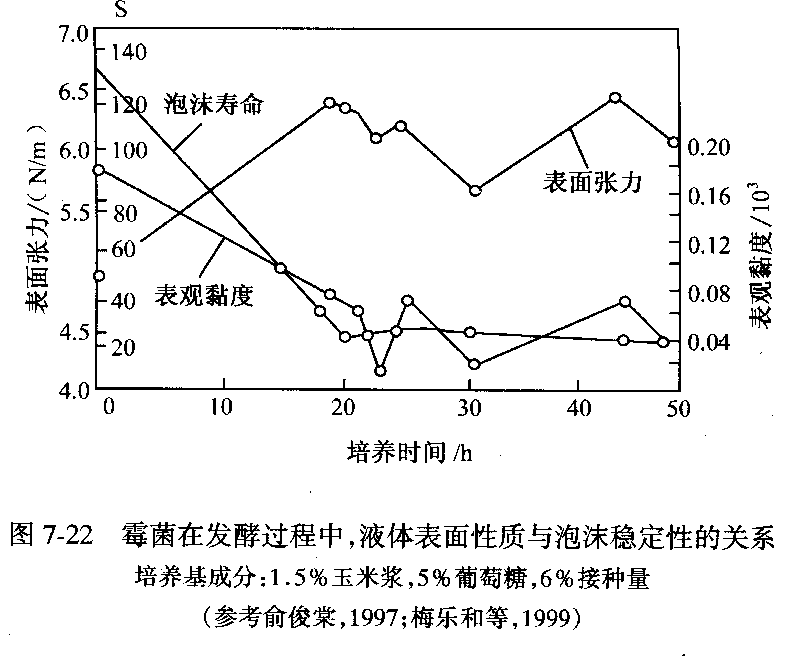 S
7.0
140
6.5
120
泡沫寿命
6.0
100
0.20
表面张力
5.5
80
0.16
60
0.12
表观黏度
40
0.08
4.5
20
0.04
4.0
表面张力/(N/m)
表观黏度/10³
0 10 20 30 40 50
培养时间/h
图 7-22 霉菌在发酵过程中,液体表面性质与泡沫稳定性的关系
培养基成分:1.5%玉米浆,5%葡萄糖,6%接种量
(参考俞俊棠,1997;梅乐和等,1999)